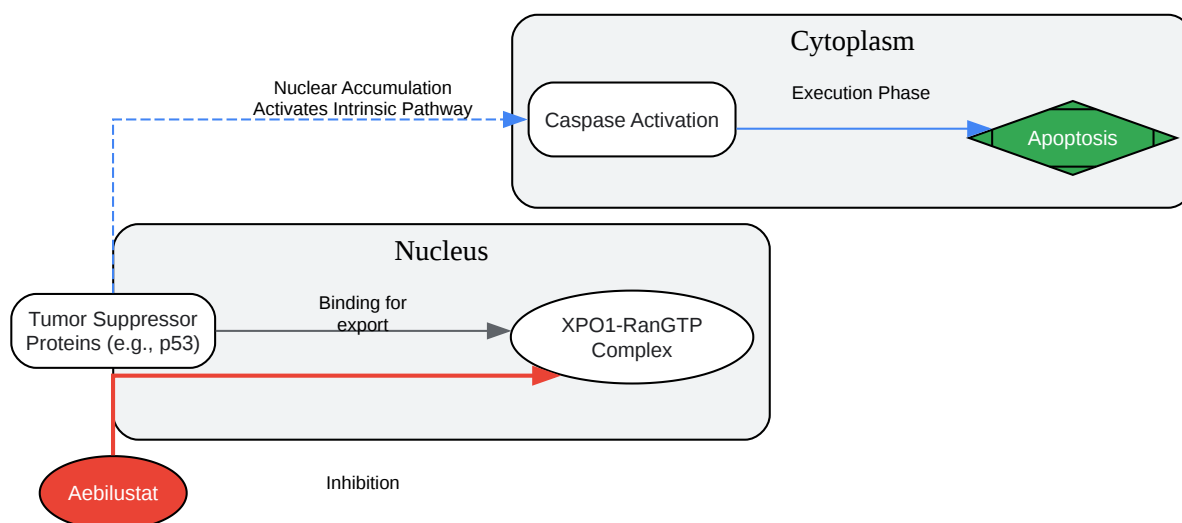 Cytoplasm
Nuclear Accumulation
Activates Intrinsic Pathway
Execution Phase
Caspase Activation
Apoptosis
Nucleus
Binding for
export
Tumor Suppressor
Proteins (e.g., p53)
XPO1-RanGTP
Complex
Inhibition
Aebilustat